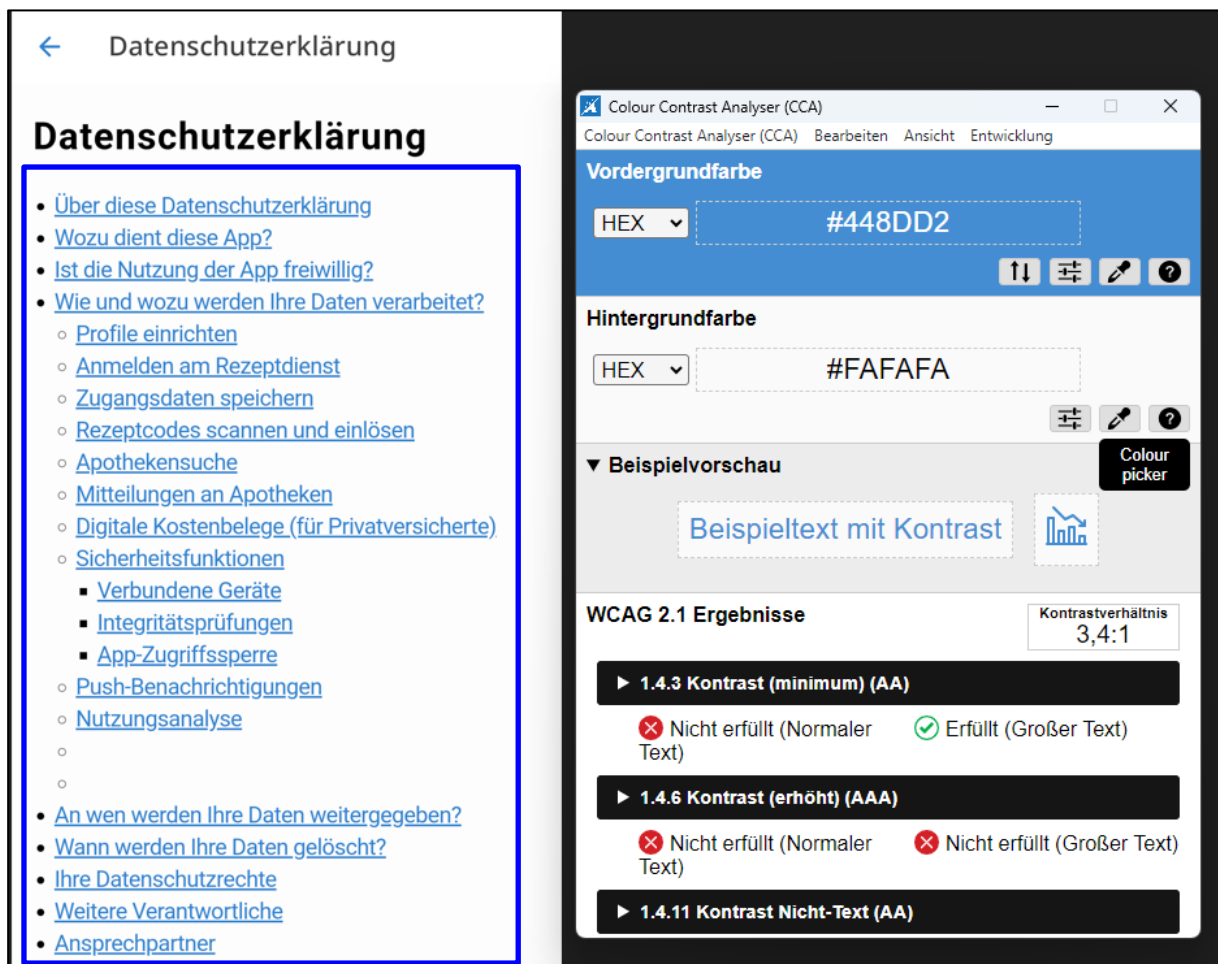 ← Datenschutzerklärung
Datenschutzerklärung
• Über diese Datenschutzerklärung
• Wozu dient diese App?
• Ist die Nutzung der App freiwillig?
• Wie und wozu werden Ihre Daten verarbeitet?
◦ Profile einrichten
◦ Anmelden am Rezeptdienst
◦ Zugangsdaten speichern
◦ Rezeptcodes scannen und einlösen
◦ Apothekensuche
◦ Mitteilungen an Apotheken
◦ Digitale Kostenbelege (für Privatversicherte)
◦ Sicherheitsfunktionen
▪ Verbundene Geräte
▪ Integritätsprüfungen
▪ App-Zugriffssperre
◦ Push-Benachrichtigungen
◦ Nutzungsanalyse
◦
◦
• An wen werden Ihre Daten weitergegeben?
• Wann werden Ihre Daten gelöscht?
• Ihre Datenschutzrechte
• Weitere Verantwortliche
• Ansprechpartner
Colour Contrast Analyser (CCA)
Colour Contrast Analyser (CCA) Bearbeiten Ansicht Entwicklung
Vordergrundfarbe
HEX #448DD2
Hintergrundfarbe
HEX #FAFAFA
Colour
picker
▼ Beispielvorschau
Beispieltext mit Kontrast
WCAG 2.1 Ergebnisse
Kontrastverhältnis
3,4:1
▶ 1.4.3 Kontrast (minimum) (AA)
Nicht erfüllt (Normaler
Text)
Erfüllt (Großer Text)
▶ 1.4.6 Kontrast (erhöht) (AAA)
Nicht erfüllt (Normaler
Text)
Nicht erfüllt (Großer Text)
▶ 1.4.11 Kontrast Nicht-Text (AA)